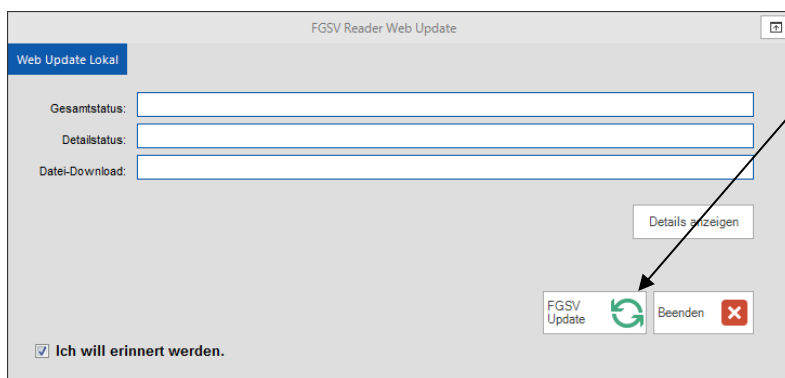 FGSV Reader Web Update
Web Update Lokal
Gesamtstatus:
Detailstatus:
Datei-Download:
Details anzeigen
FGSV
Update
Beenden
Ich will erinnert werden.